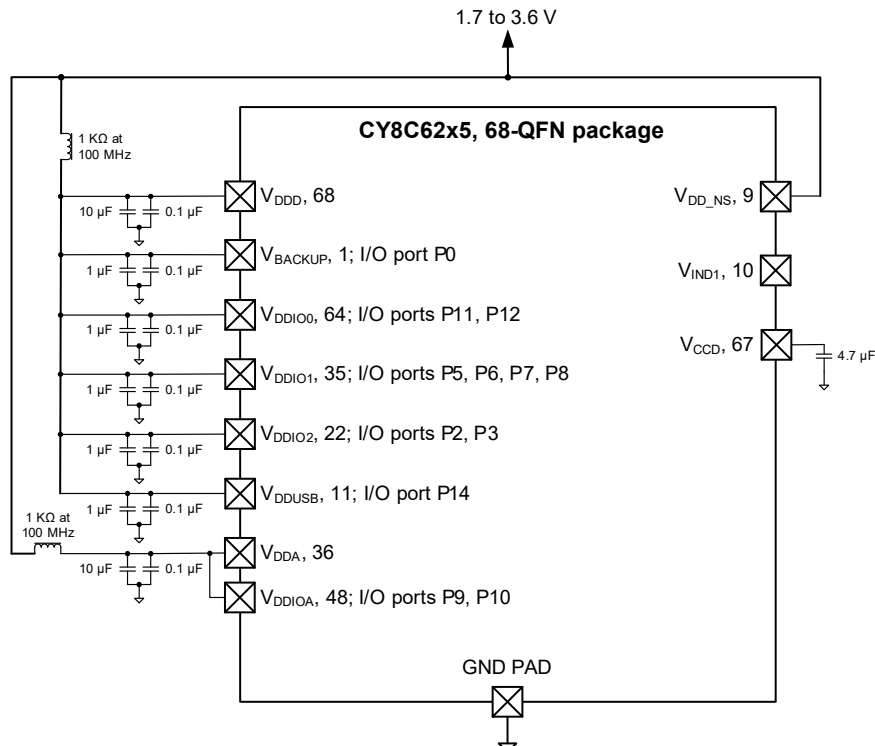 1.7 to 3.6 V
CY8C62x5, 68-QFN package
1 KΩ at
100 MHz
10 µF
0.1 µF
VDDD, 68
VDD_NS, 9
1 µF
0.1 µF
VBACKUP, 1; I/O port P0
VIND1, 10
1 µF
0.1 µF
VDDIO0, 64; I/O ports P11, P12
VCCD, 67
4.7 µF
1 µF
0.1 µF
VDDIO1, 35; I/O ports P5, P6, P7, P8
1 µF
0.1 µF
VDDIO2, 22; I/O ports P2, P3
1 µF
0.1 µF
VDDUSB, 11; I/O port P14
1 KΩ at
100 MHz
10 µF
0.1 µF
VDDA, 36
VDDIOA, 48; I/O ports P9, P10
GND PAD